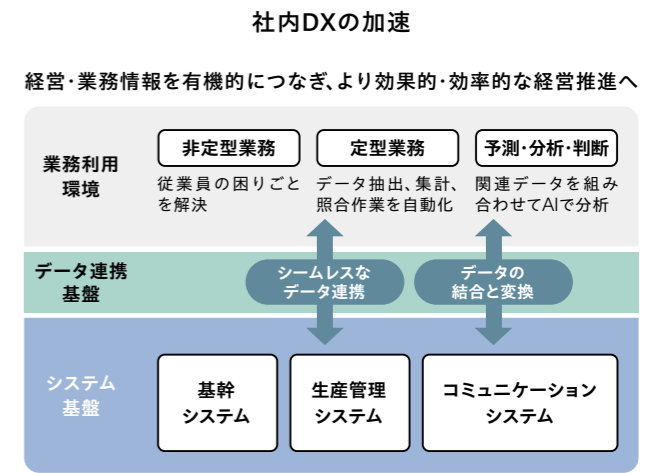 社内DXの加速
経営・業務情報を有機的につなぎ、より効果的・効率的な経営推進へ
業務利用
環境
非定型業務
従業員の困りごと
を解決
定型業務
データ抽出、集計、
照合作業を自動化
予測・分析・判断
関連データを組み
合わせてAIで分析
データ連携
基盤
シームレスな
データ連携
データの
結合と変換
システム
基盤
基幹
システム
生産管理
システム
コミュニケーション
システム